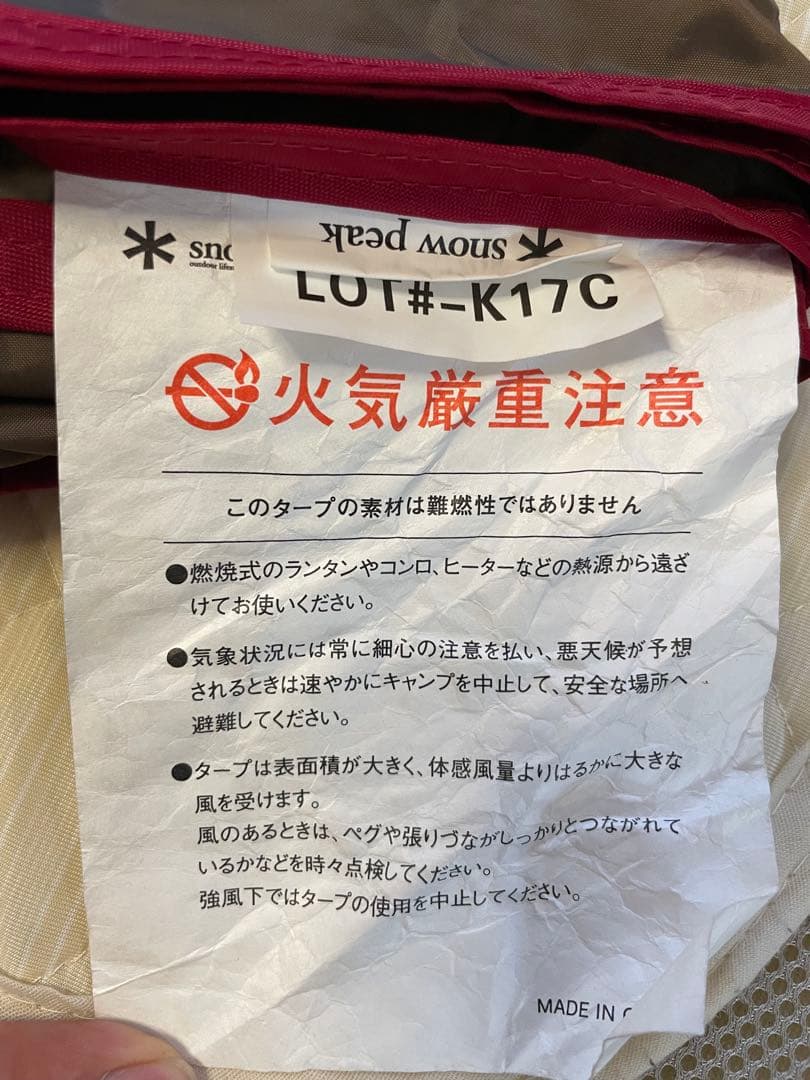 snow peak
LOT#-K17C
火気厳重注意
このタープの素材は難燃性ではありません
●燃焼式のランタンやコンロ、ヒーターなどの熱源から遠ざ
けてお使いください。
●気象状況には常に細心の注意を払い、悪天候が予想
されるときは速やかにキャンプを中止して、安全な場所へ
避難してください。
●タープは表面積が大きく、体感風量よりはるかに大きな
風を受けます。
風のあるときは、ペグや張りづながしっかりとつながれて
いるかなどを時々点検してください。
強風下ではタープの使用を中止してください。
MADE IN